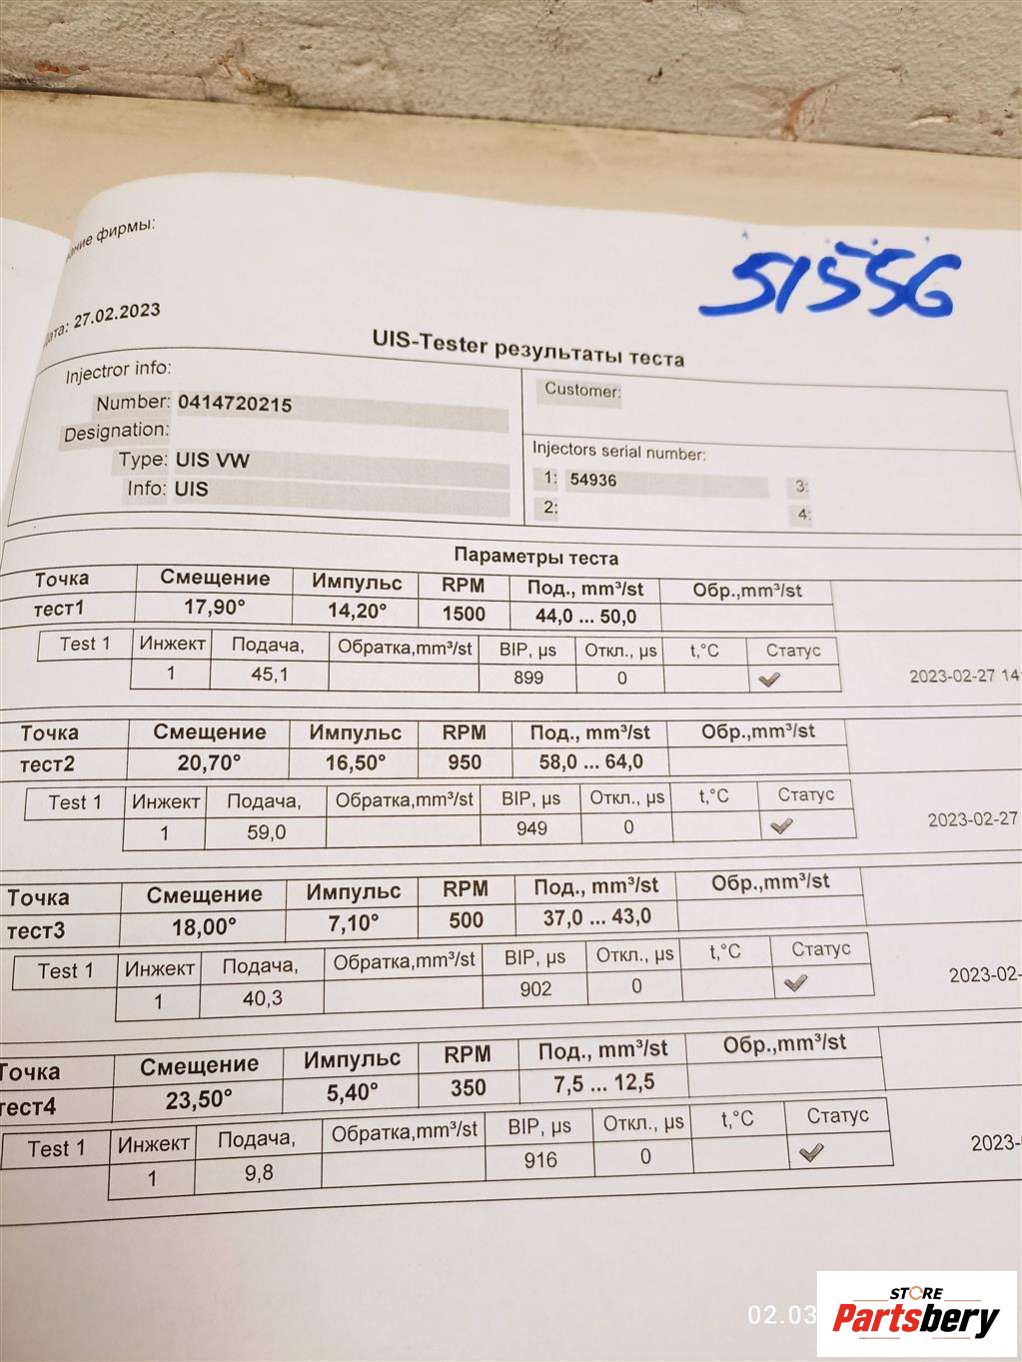 фирмы:
51556
27.02.2023
UIS-Tester результаты теста
Injectror info:
Number: 0414720215
Designation:
Type: UIS VW
Info: UIS
Customer:
Injectors serial number:
1: 54936 3:
2: 4:
Параметры теста
Точка Смещение Импульс RPM Под., mm³/st Обр.,mm³/st
тест1 17,90° 14,20° 1500 44,0 ... 50,0
Test 1 Инжект Подача, Обратка,mm³/st BIP, µs Откл., µs t,°C Статус
1 45,1 899 0 ✓ 2023-02-27 14
Точка Смещение Импульс RPM Под., mm³/st Обр.,mm³/st
тест2 20,70° 16,50° 950 58,0 ... 64,0
Test 1 Инжект Подача, Обратка,mm³/st BIP, µs Откл., µs t,°C Статус
1 59,0 949 0 ✓ 2023-02-27
Точка Смещение Импульс RPM Под., mm³/st Обр.,mm³/st
тест3 18,00° 7,10° 500 37,0 ... 43,0
Test 1 Инжект Подача, Обратка,mm³/st BIP, µs Откл., µs t,°C Статус
1 40,3 902 0 ✓ 2023-02-
Точка Смещение Импульс RPM Под., mm³/st Обр.,mm³/st
тест4 23,50° 5,40° 350 7,5 ... 12,5
Test 1 Инжект Подача, Обратка,mm³/st BIP, µs Откл., µs t,°C Статус
1 9,8 916 0 ✓ 2023-
02.03
STORE
Partsbery